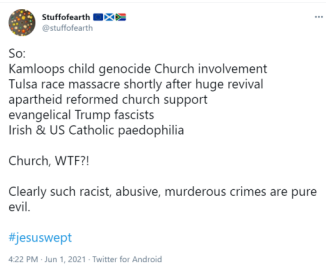 Stuffofearth 🇪🇺🏴󠁧󠁢󠁳󠁣󠁴󠁿🇿🇦
@stuffofearth
So:
Kamloops child genocide Church involvement
Tulsa race massacre shortly after huge revival
apartheid reformed church support
evangelical Trump fascists
Irish & US Catholic paedophilia
Church, WTF?!
Clearly such racist, abusive, murderous crimes are pure
evil.
#jesuswept
4:22 PM · Jun 1, 2021 · Twitter for Android